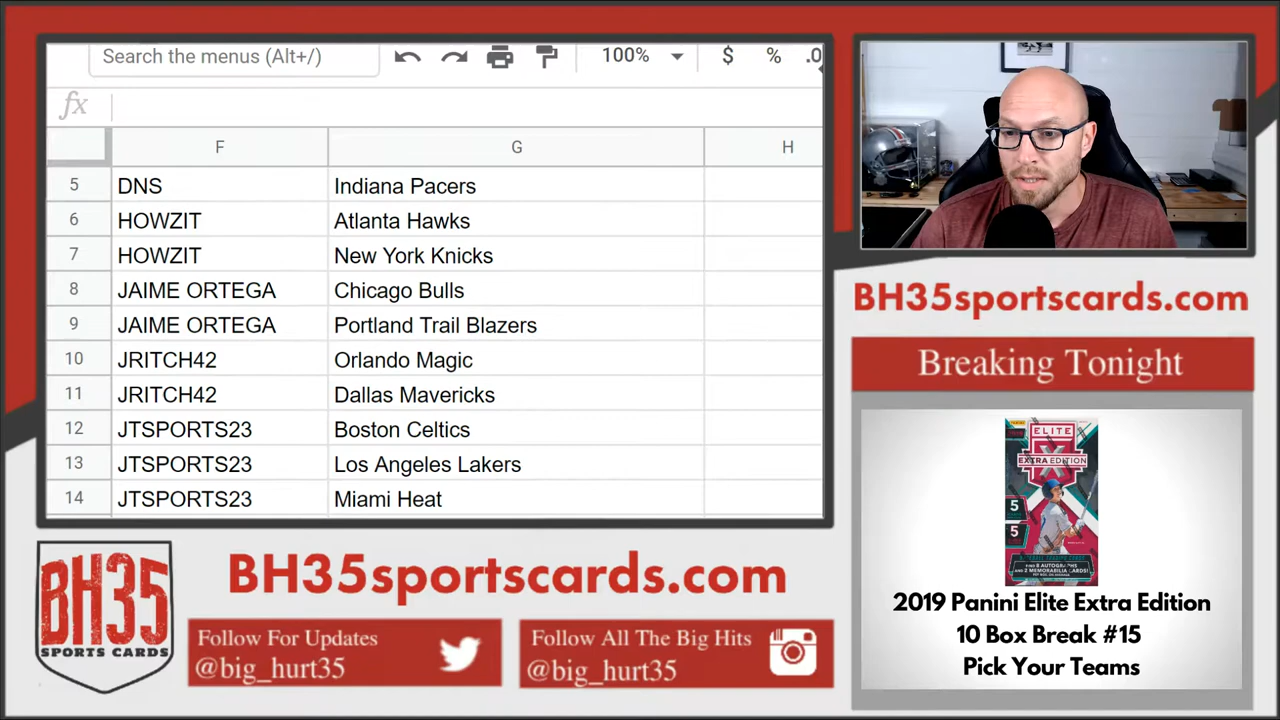 Search the menus (Alt+/)
100%
$ % .0
fx
F G H
5 DNS Indiana Pacers
6 HOWZIT Atlanta Hawks
7 HOWZIT New York Knicks
8 JAIME ORTEGA Chicago Bulls
9 JAIME ORTEGA Portland Trail Blazers
10 JRITCH42 Orlando Magic
11 JRITCH42 Dallas Mavericks
12 JTSPORTS23 Boston Celtics
13 JTSPORTS23 Los Angeles Lakers
14 JTSPORTS23 Miami Heat
BH35sportscards.com
Breaking Tonight
ELITE
EXTRA EDITION
X
5
5
2019 Panini Elite Extra Edition
10 Box Break #15
Pick Your Teams
BH35
SPORTS CARDS
BH35sportscards.com
Follow For Updates
@big_hurt35
Follow All The Big Hits
@big_hurt35